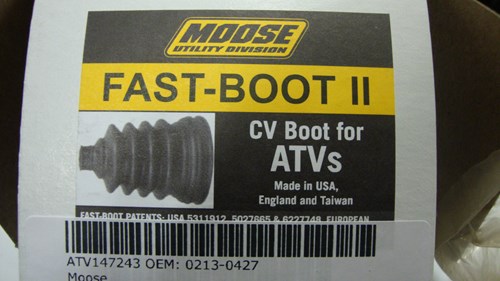 MOOSE
UTILITY DIVISION
FAST-BOOT II
CV Boot for
ATVs
Made in USA,
England and Taiwan
FAST-BOOT PATENTS: USA 5311912, 5027665 & 6227748, EUROPEAN
ATV147243 OEM: 0213-0427
Moose